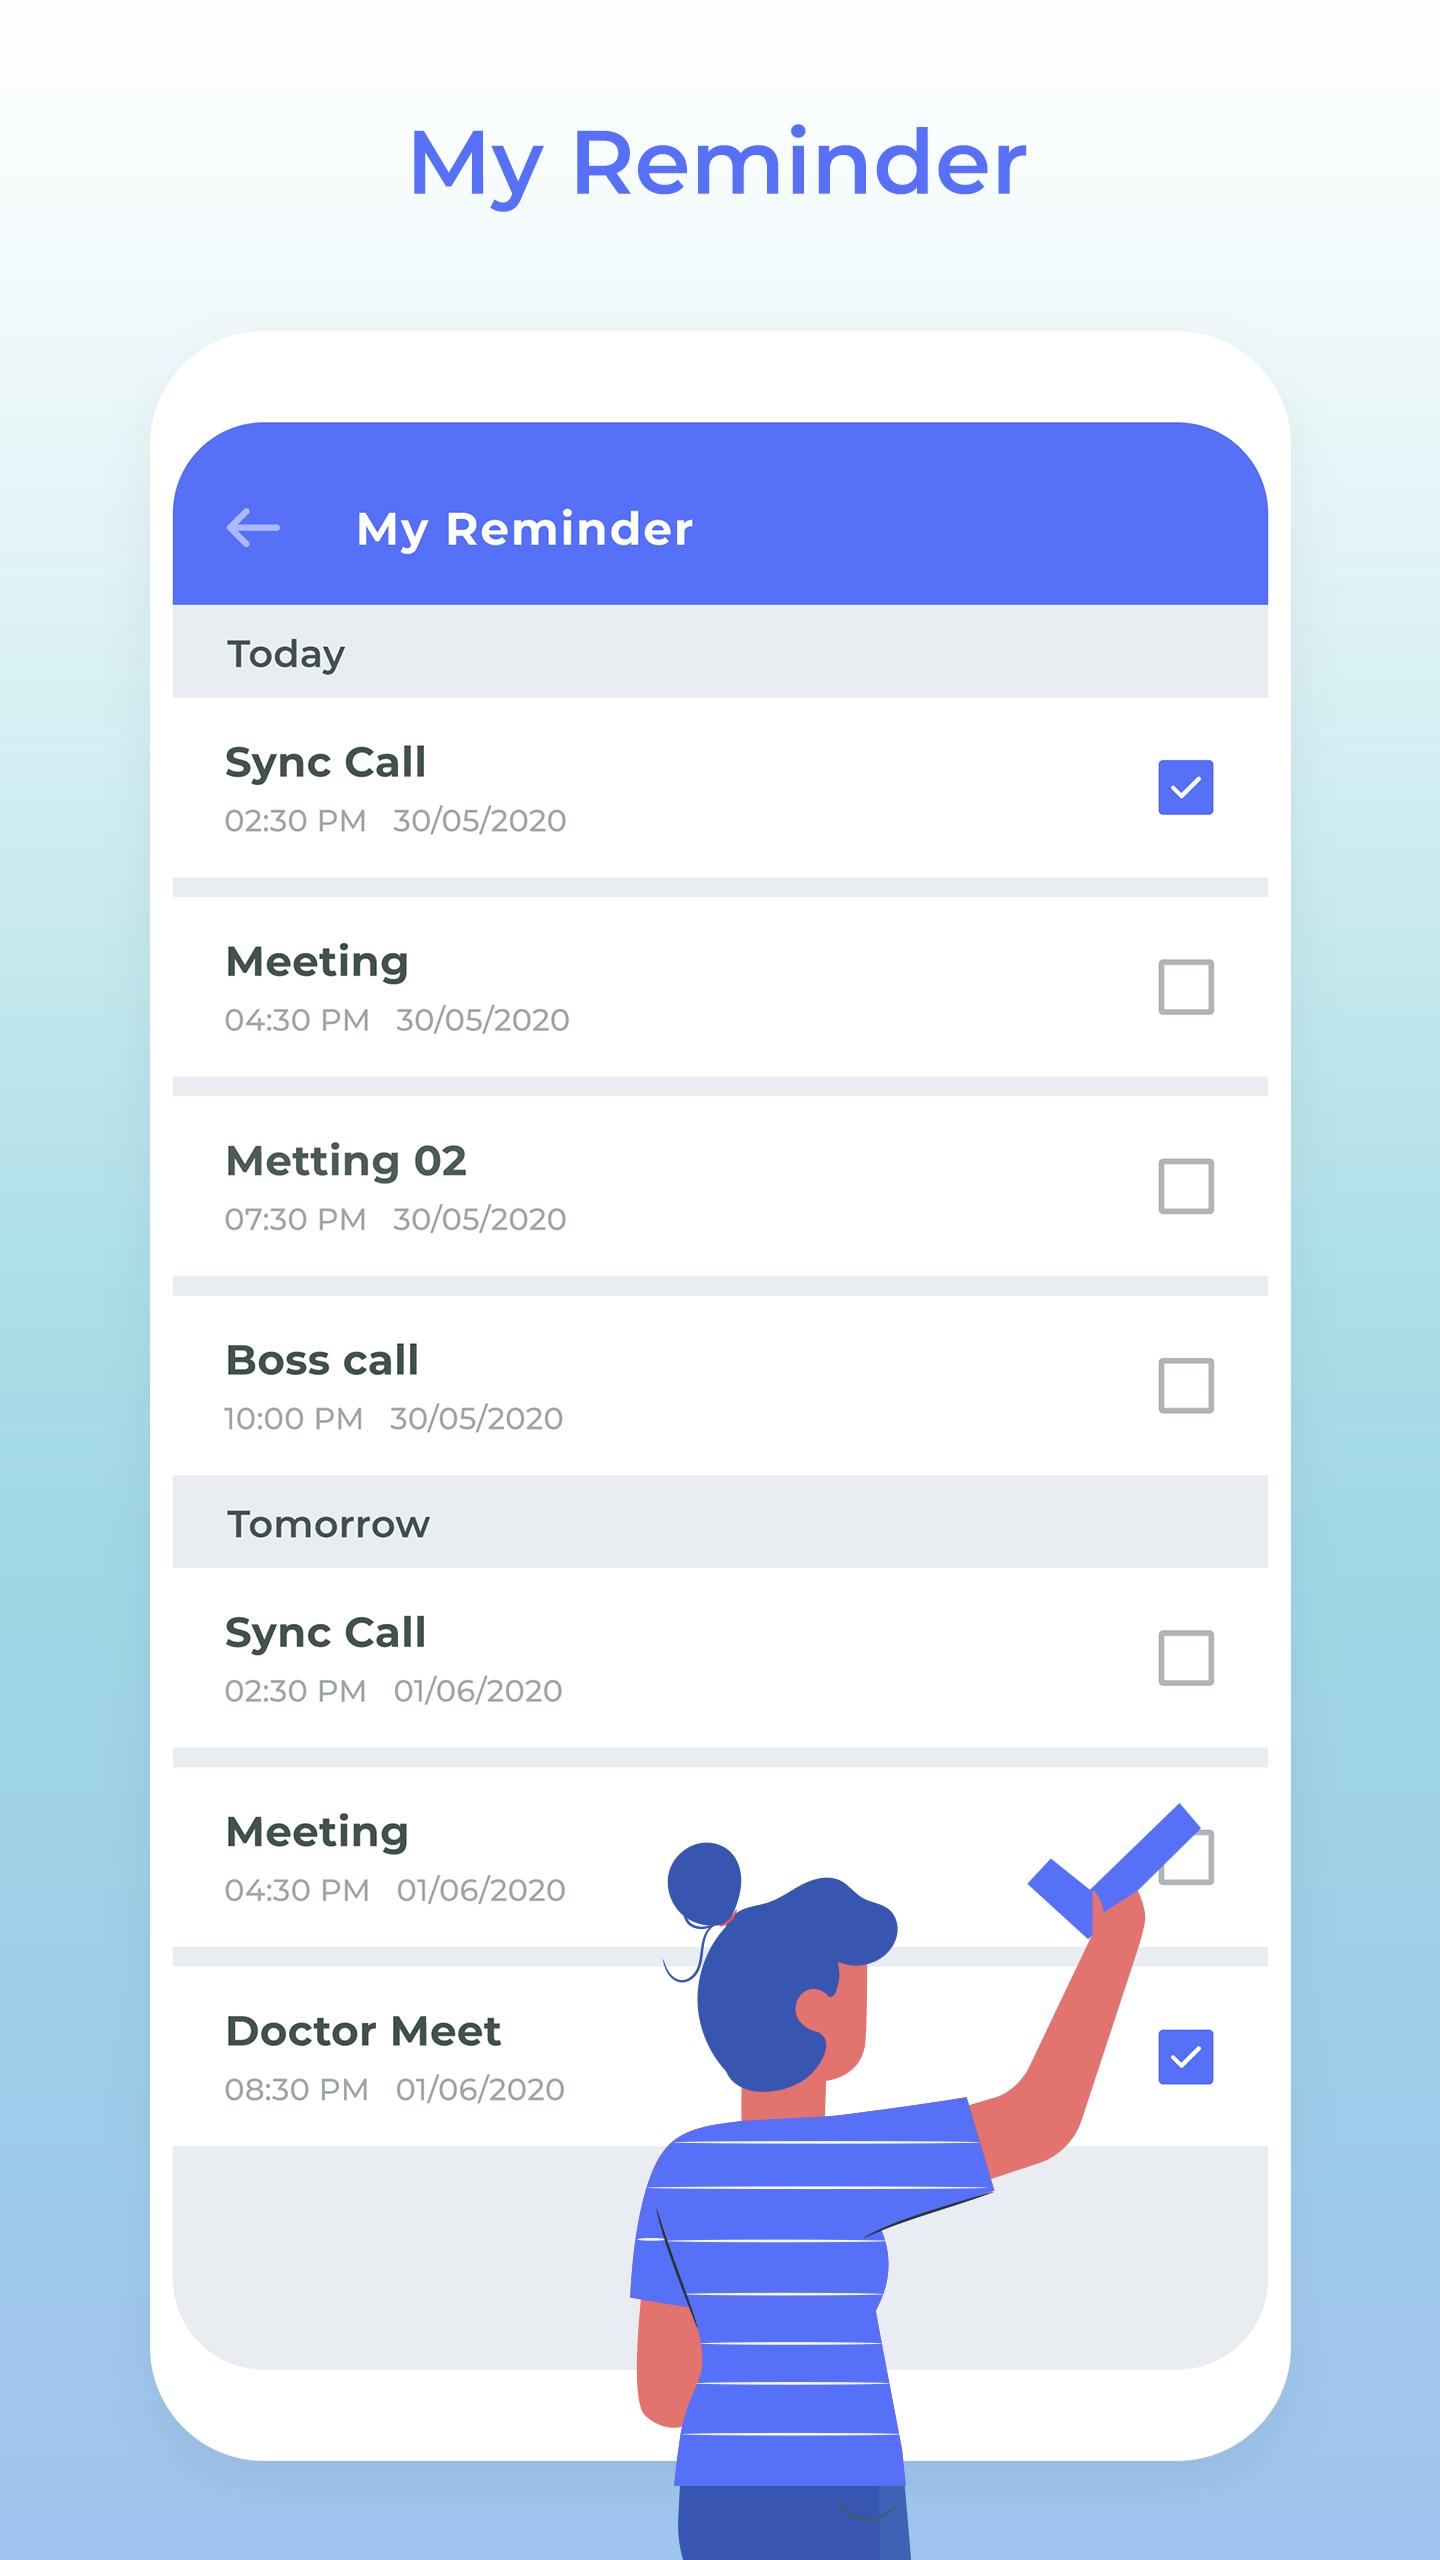 My Reminder
My Reminder
Today
Sync Call
02:30 PM 30/05/2020
Meeting
04:30 PM 30/05/2020
Metting 02
07:30 PM 30/05/2020
Boss call
10:00 PM 30/05/2020
Tomorrow
Sync Call
02:30 PM 01/06/2020
Meeting
04:30 PM 01/06/2020
Doctor Meet
08:30 PM 01/06/2020